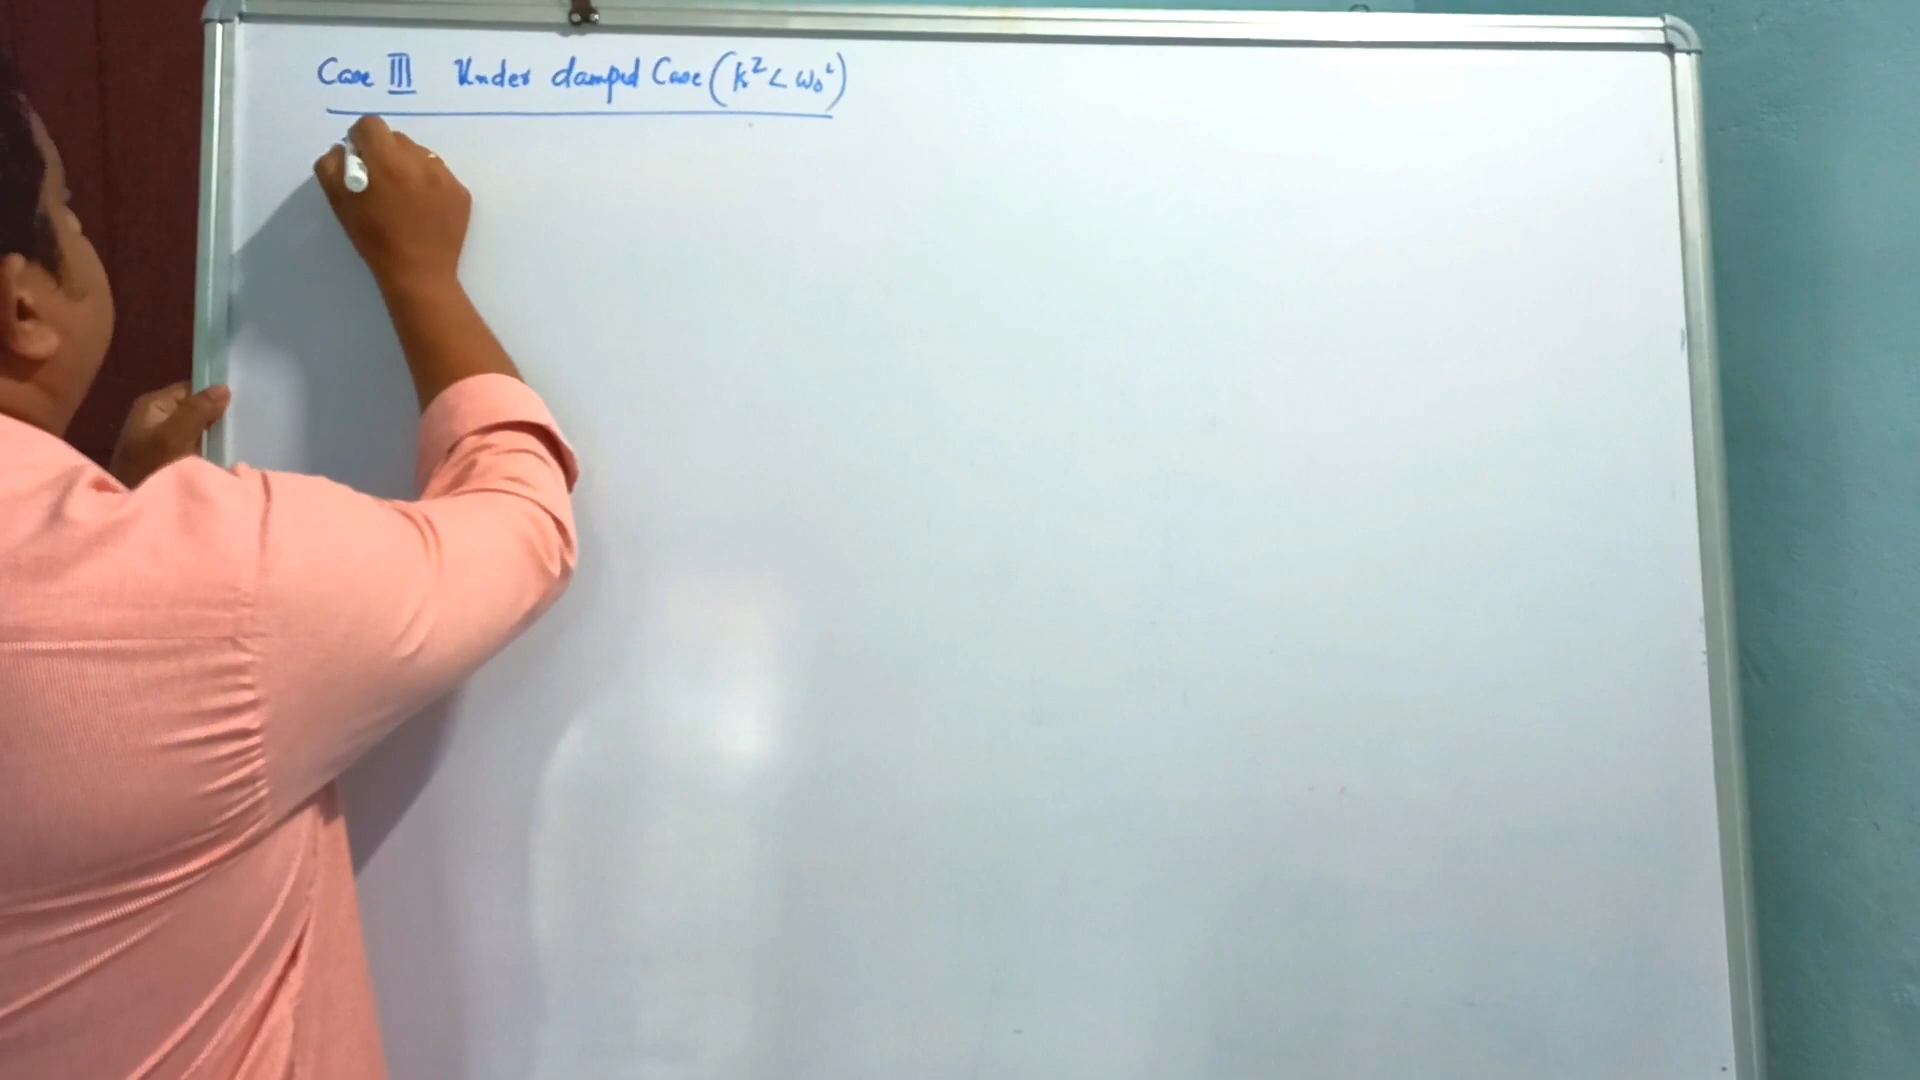 Case III Under damped Case (k² < ω₀²)